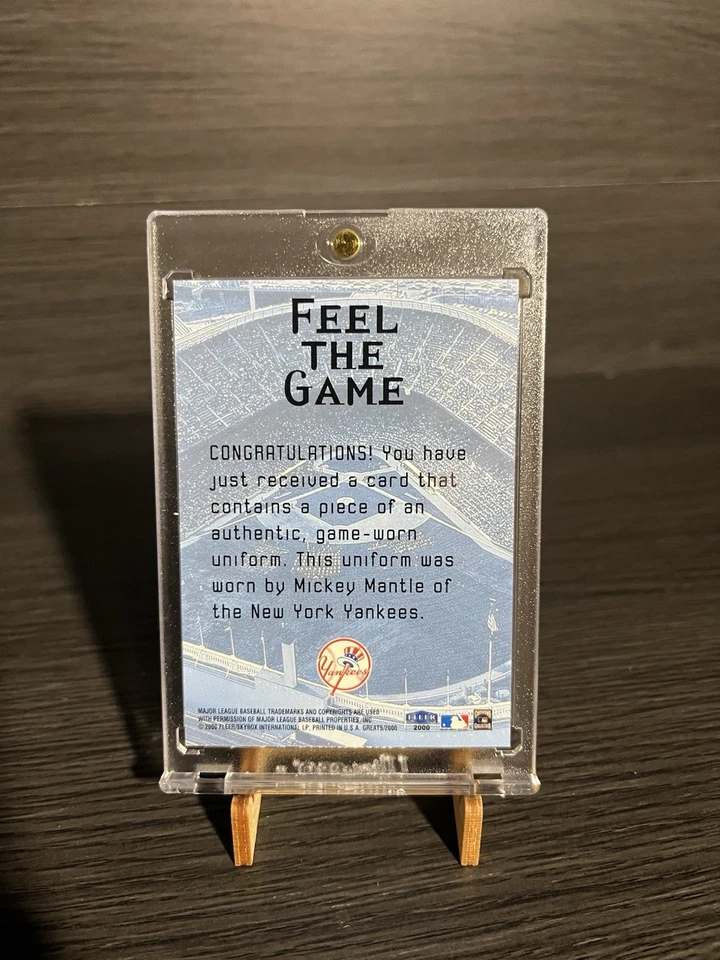 FEEL
THE
GAME
CONGRATULATIONS! You have
just received a card that
contains a piece of an
authentic, game-worn
uniform. This uniform was
worn by Mickey Mantle of
the New York Yankees.
Yankees
MAJOR LEAGUE BASEBALL TRADEMARKS AND COPYRIGHTS ARE USED
WITH PERMISSION OF MAJOR LEAGUE BASEBALL PROPERTIES, INC.
© 2000 FLEER/SKYBOX INTERNATIONAL LP, PRINTED IN U.S.A. GREATS/2000
FLEER
2000